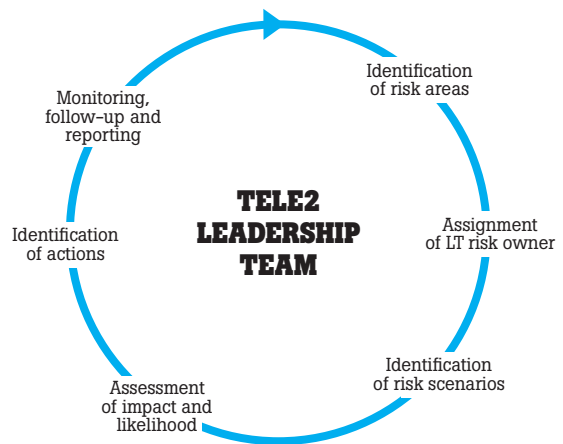 Identification
of risk areas
Assignment
of LT risk owner
Identification
of risk scenarios
Assessment
of impact and
likelihood
Identification
of actions
Monitoring,
follow-up and
reporting
TELE2
LEADERSHIP
TEAM